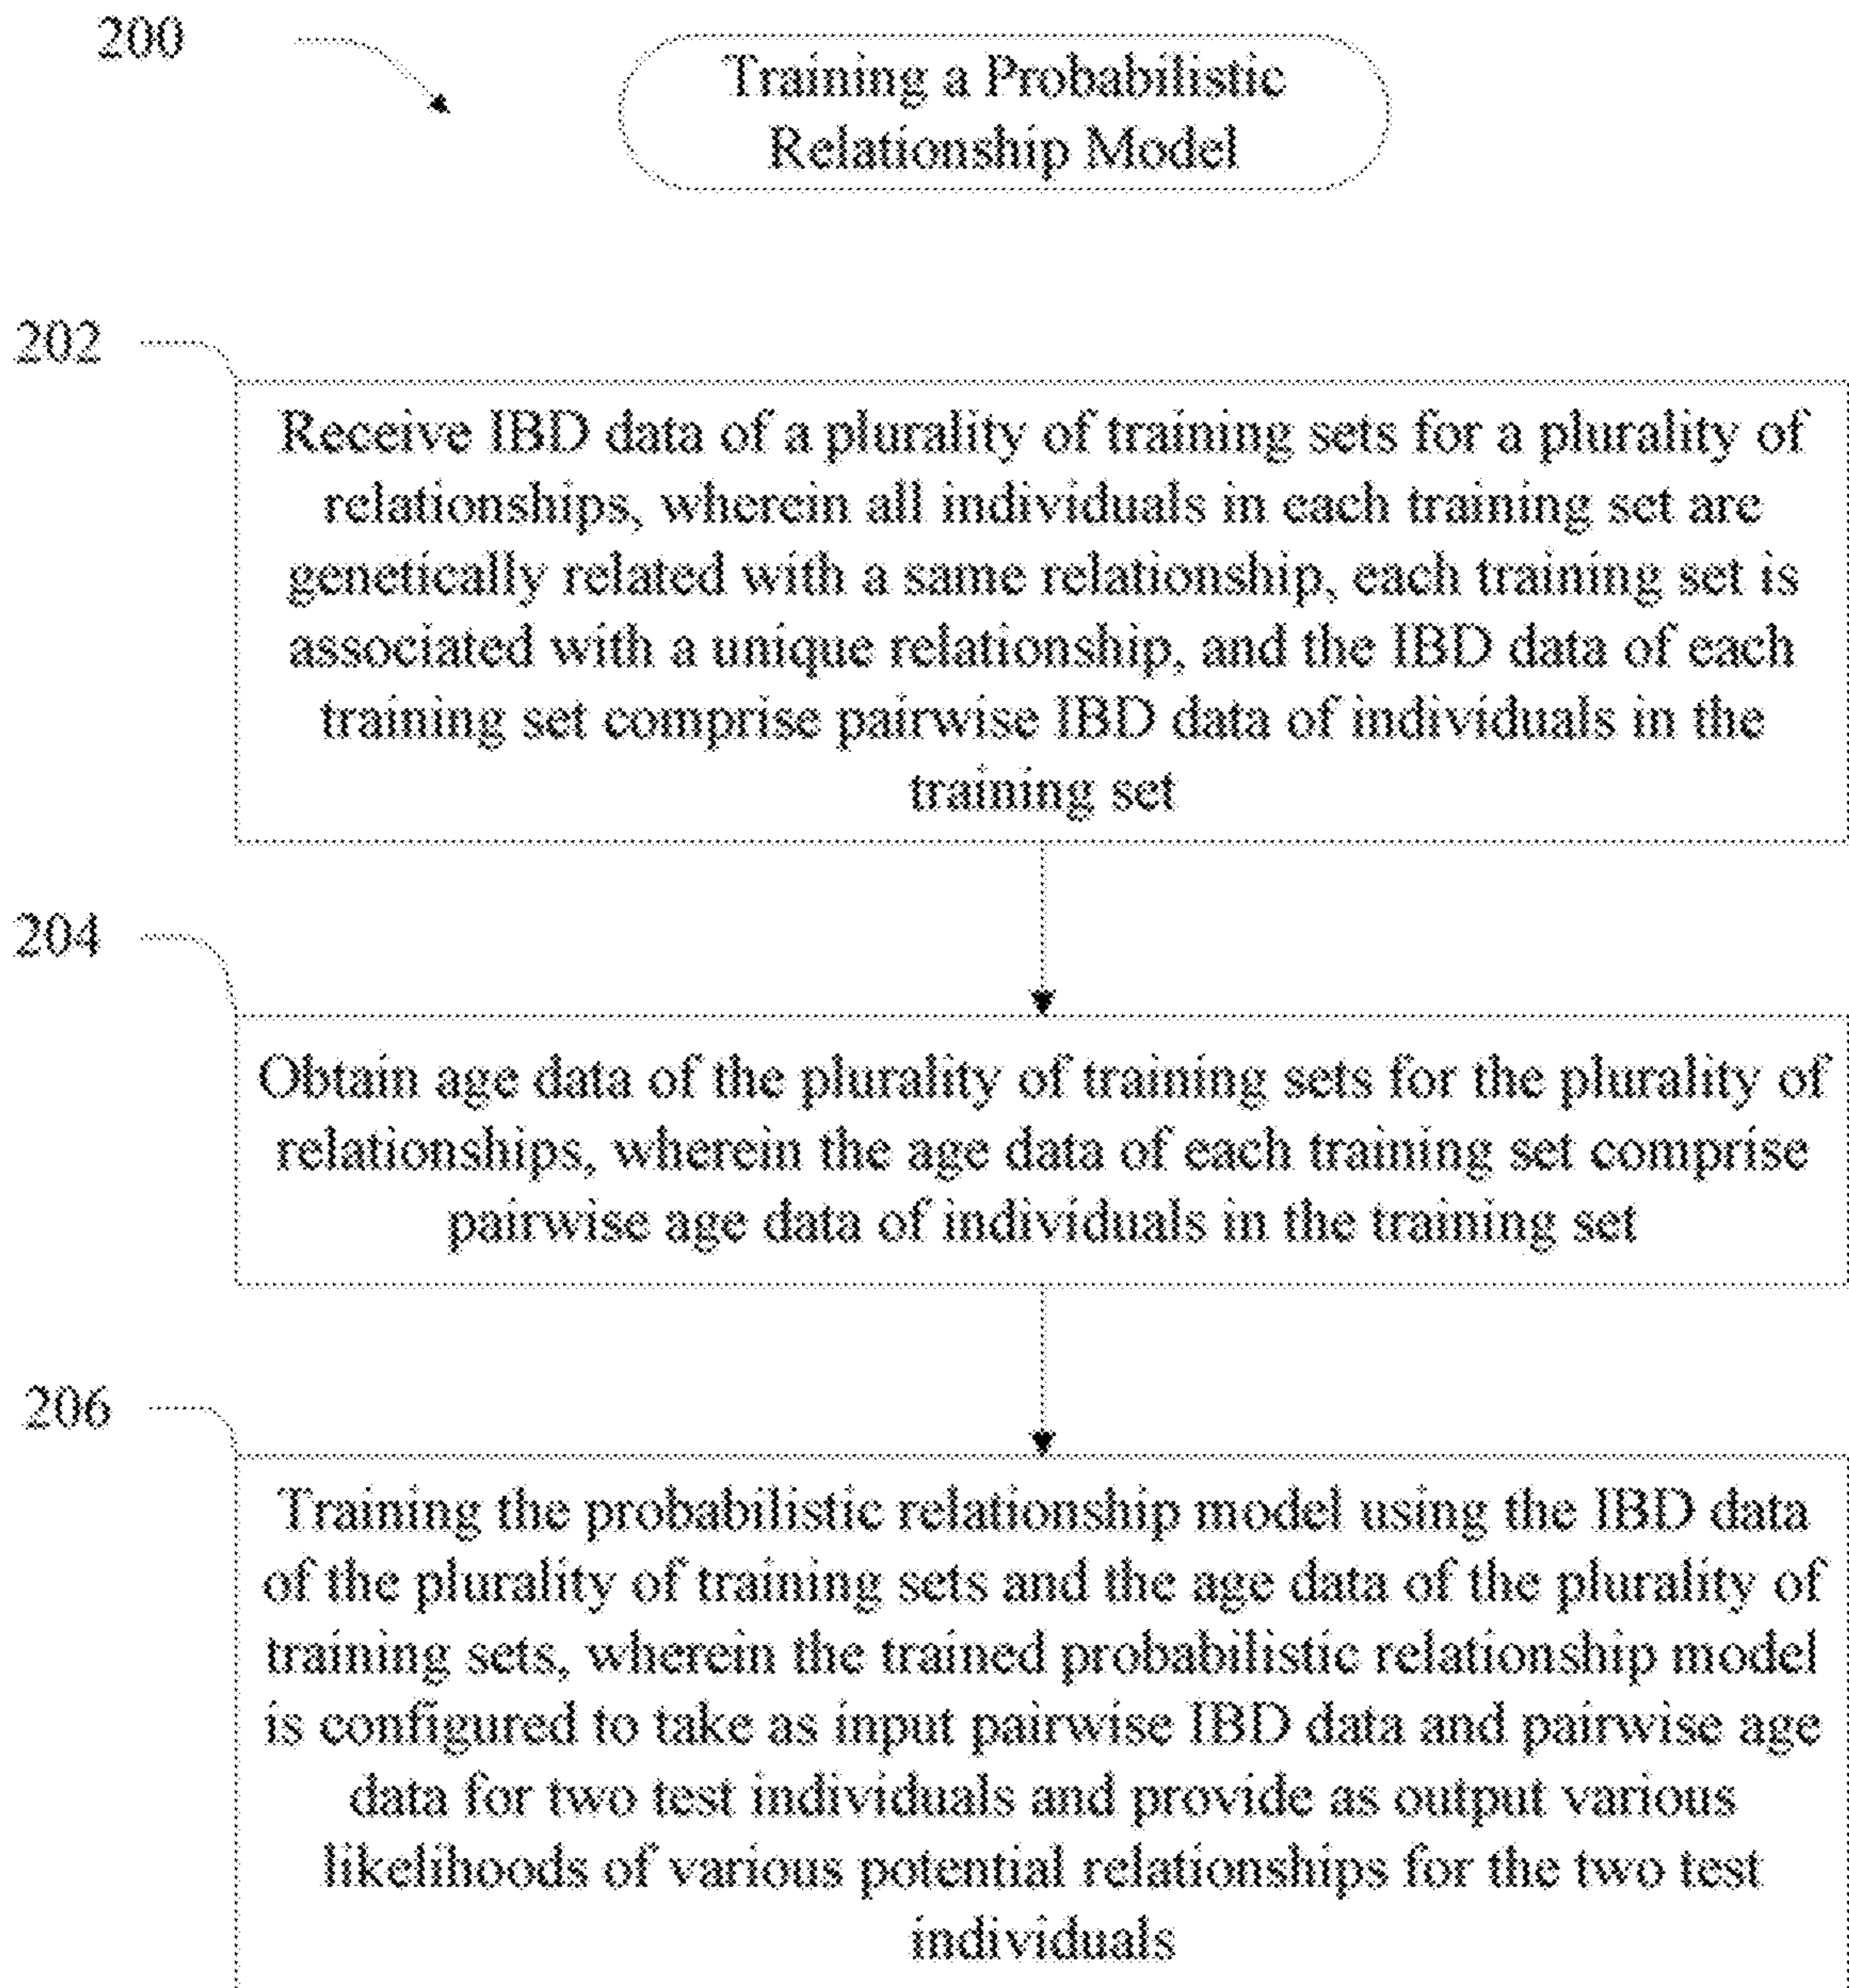 200
Training a Probabilistic
Relationship Model
202
Receive IBD data of a plurality of training sets for a plurality of
relationships, wherein all individuals in each training set are
genetically related with a same relationship, each training set is
associated with a unique relationship, and the IBD data of each
training set comprise pairwise IBD data of individuals in the
training set
204
Obtain age data of the plurality of training sets for the plurality of
relationships, wherein the age data of each training set comprise
pairwise age data of individuals in the training set
206
Training the probabilistic relationship model using the IBD data
of the plurality of training sets and the age data of the plurality of
training sets, wherein the trained probabilistic relationship model
is configured to take as input pairwise IBD data and pairwise age
data for two test individuals and provide as output various
likelihoods of various potential relationships for the two test
individuals